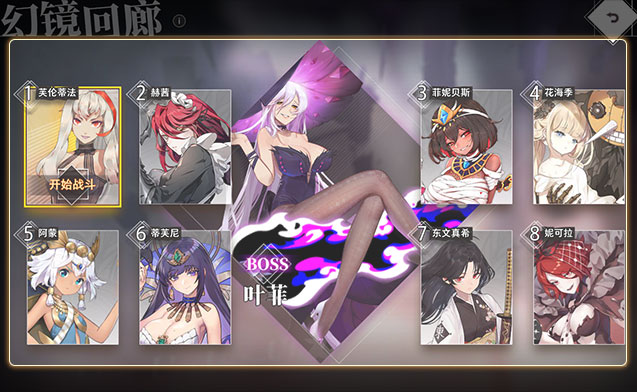 幻镜回廊
1 芙伦蒂法
开始战斗
2 赫茜
3 菲妮贝斯
4 花海季
5 阿蒙
6 蒂芙尼
BOSS
叶菲
7 东文真希
8 妮可拉